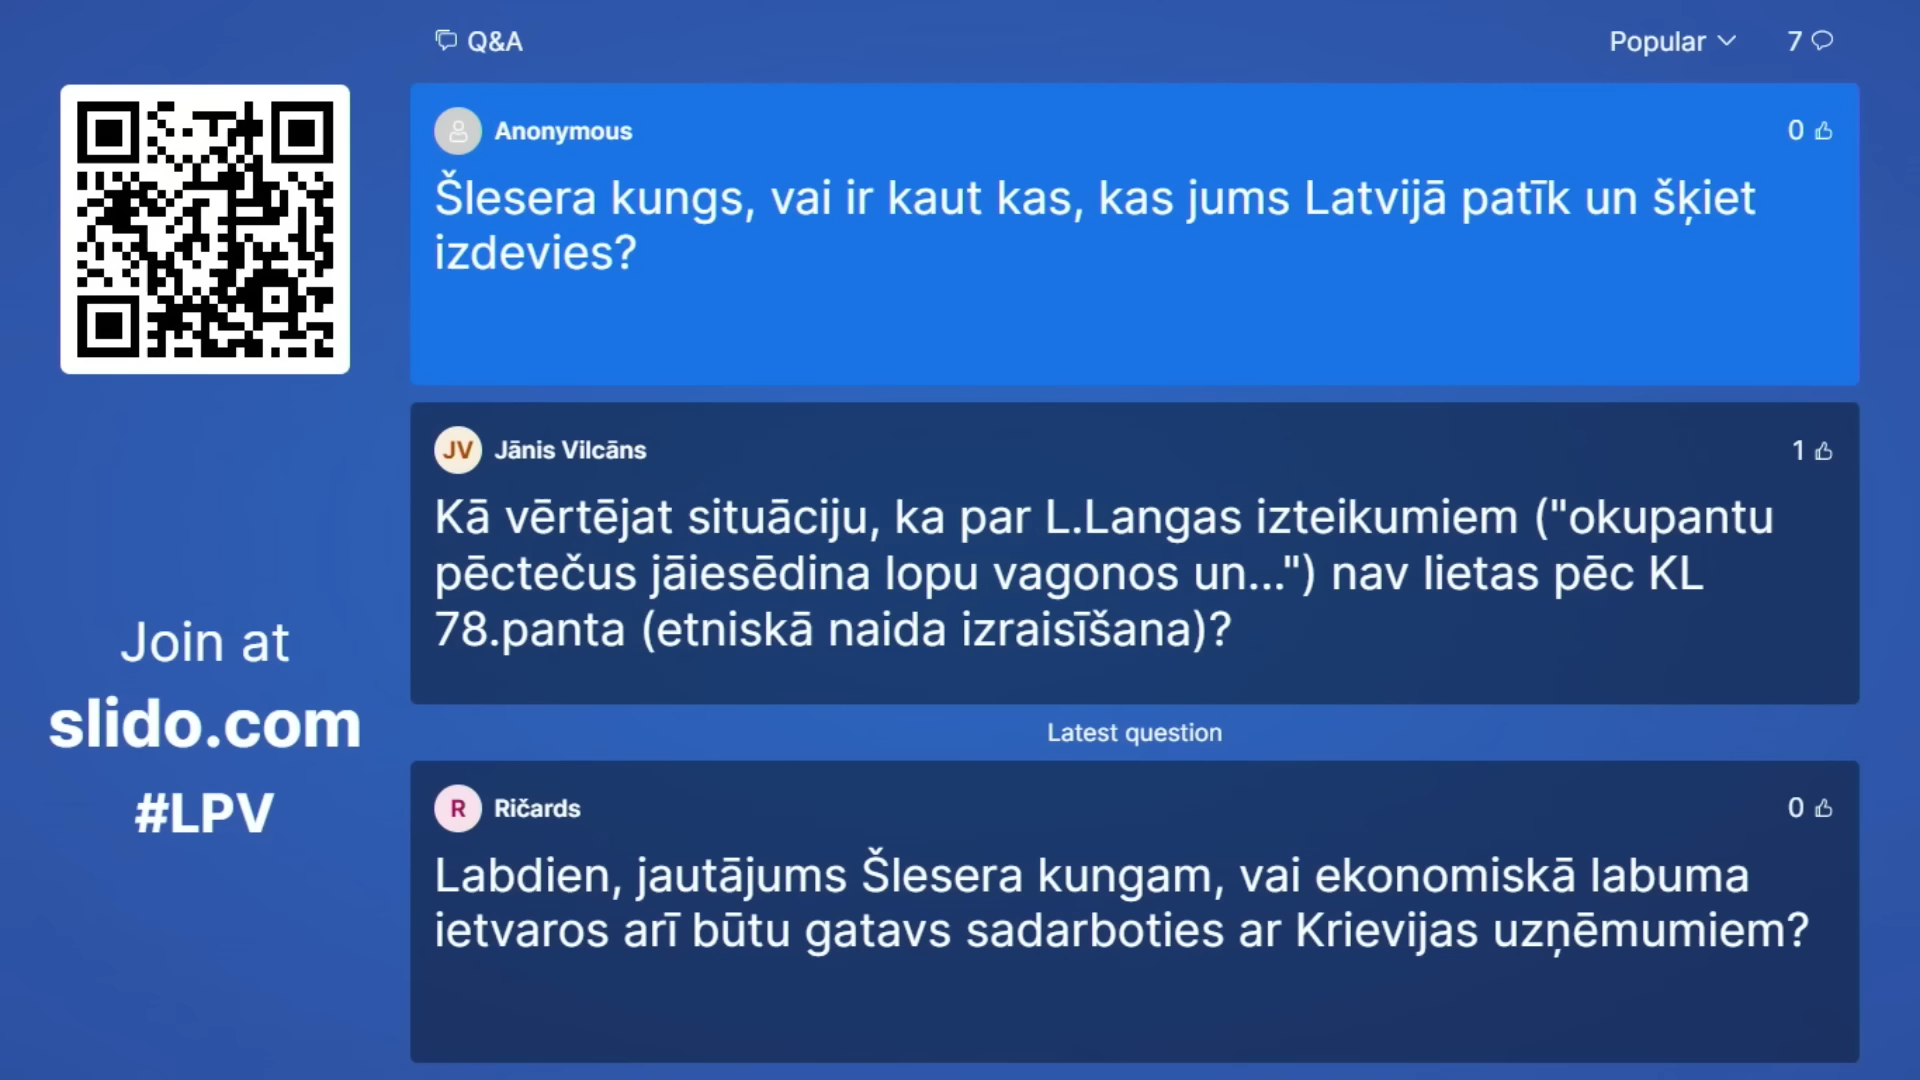 Q&A
Popular
7
Anonymous
0
Šlesera kungs, vai ir kaut kas, kas jums Latvijā patīk un šķiet
izdevies?
JV
Jānis Vilcāns
1
Kā vērtējat situāciju, ka par L.Langas izteikumiem ("okupantu
pēctečus jāiesēdina lopu vagonos un...") nav lietas pēc KL
78.panta (etniskā naida izraisīšana)?
Latest question
R
Ričards
0
Labdien, jautājums Šlesera kungam, vai ekonomiskā labuma
ietvaros arī būtu gatavs sadarboties ar Krievijas uzņēmumiem?
Join at
slido.com
#LPV